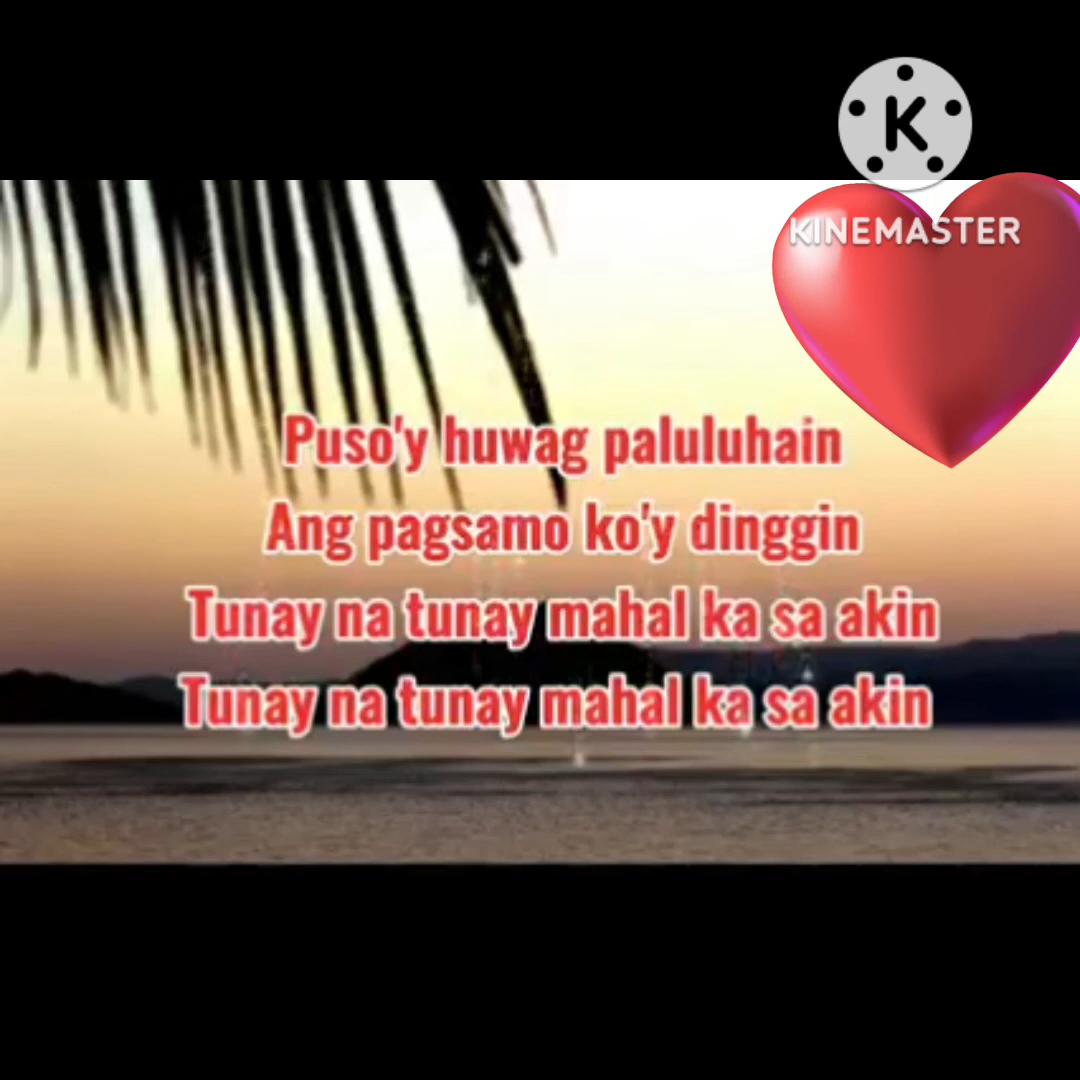 K
KINEMASTER
Puso'y huwag paluluhain
Ang pagsamo ko'y dinggin
Tunay na tunay mahal ka sa akin
Tunay na tunay mahal ka sa akin